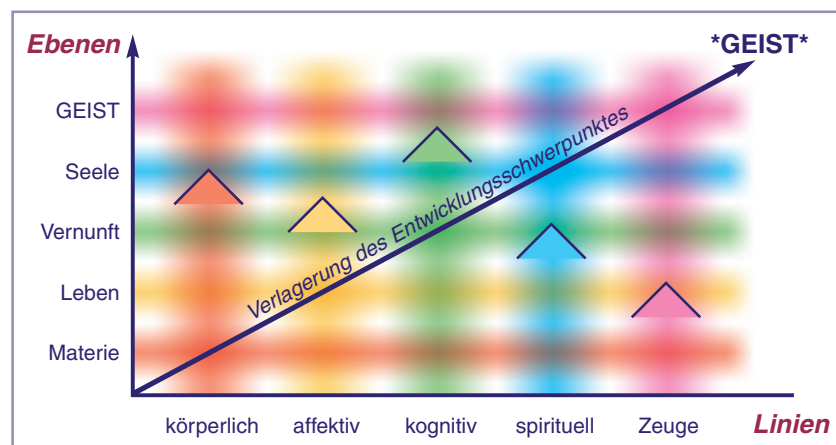 Ebenen
*GEIST*
GEIST
Seele
Vernunft
Leben
Materie
Verlagerung des Entwicklungsschwerpunktes
körperlich affektiv kognitiv spirituell Zeuge Linien